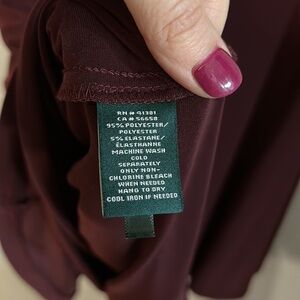 RN # 41381
CA # 56658
95% POLYESTER/
POLYESTER
5% ELASTANE/
ÉLASTHANNE
MACHINE WASH
COLD
SEPARATELY
ONLY NON-
CHLORINE BLEACH
WHEN NEEDED
HANG TO DRY
COOL IRON IF NEEDED